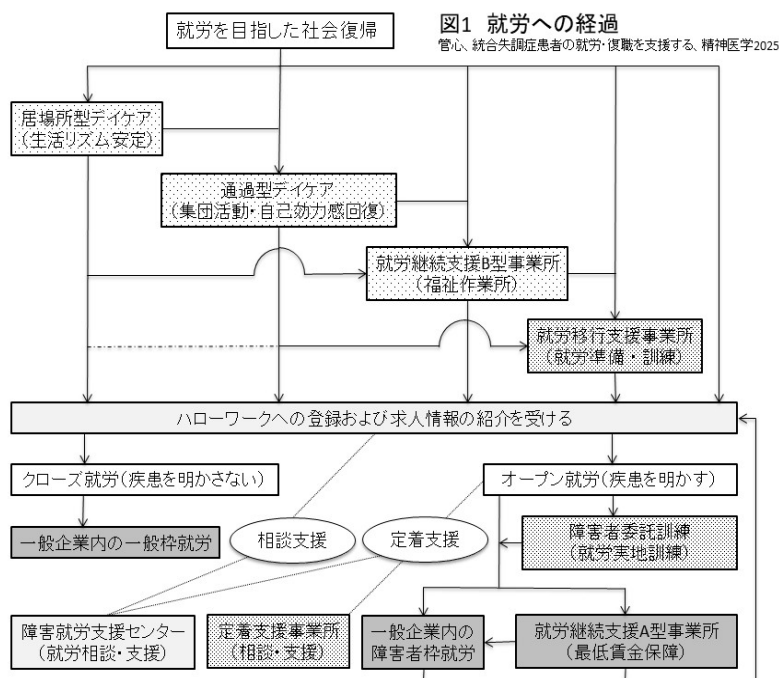 就労を目指した社会復帰
図1 就労への経過
管心、統合失調症患者の就労・復職を支援する、精神医学2025
居場所型デイケア
(生活リズム安定)
通過型デイケア
(集団活動・自己効力感回復)
就労継続支援B型事業所
(福祉作業所)
就労移行支援事業所
(就労準備・訓練)
ハローワークへの登録および求人情報の紹介を受ける
クローズ就労(疾患を明かさない)
オープン就労(疾患を明かす)
一般企業内の一般枠就労
相談支援
定着支援
障害者委託訓練
(就労実地訓練)
障害就労支援センター
(就労相談・支援)
定着支援事業所
(相談・支援)
一般企業内の
障害者枠就労
就労継続支援A型事業所
(最低賃金保障)